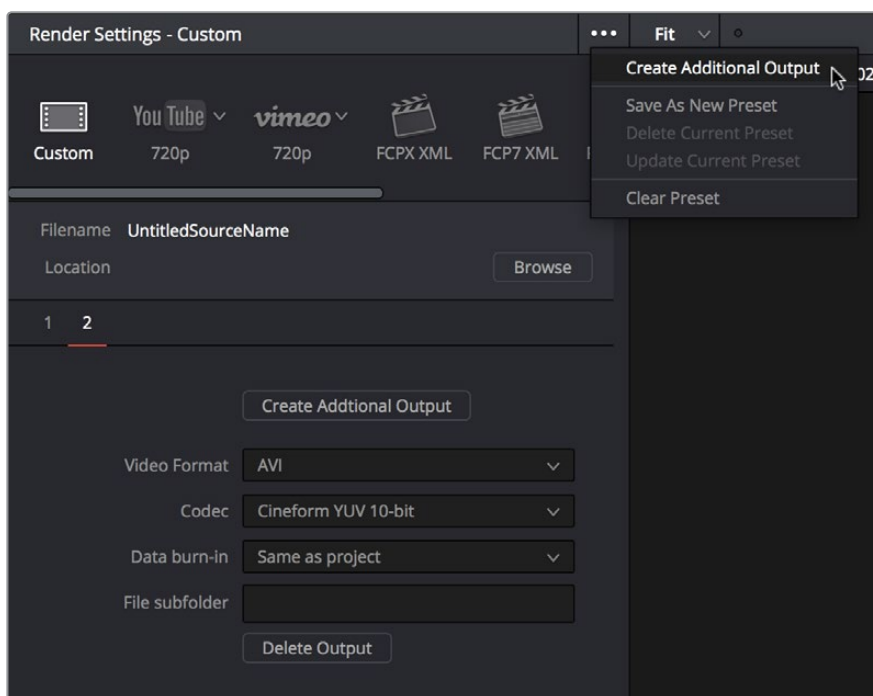 Render Settings - Custom
Fit
Create Additional Output
02
Save As New Preset
Delete Current Preset
Update Current Preset
Clear Preset
Custom
You Tube
720p
vimeo
720p
FCPX XML
FCP7 XML
Filename UntitledSourceName
Location
Browse
1 2
Create Addtional Output
Video Format AVI
Codec Cineform YUV 10-bit
Data burn-in Same as project
File subfolder
Delete Output